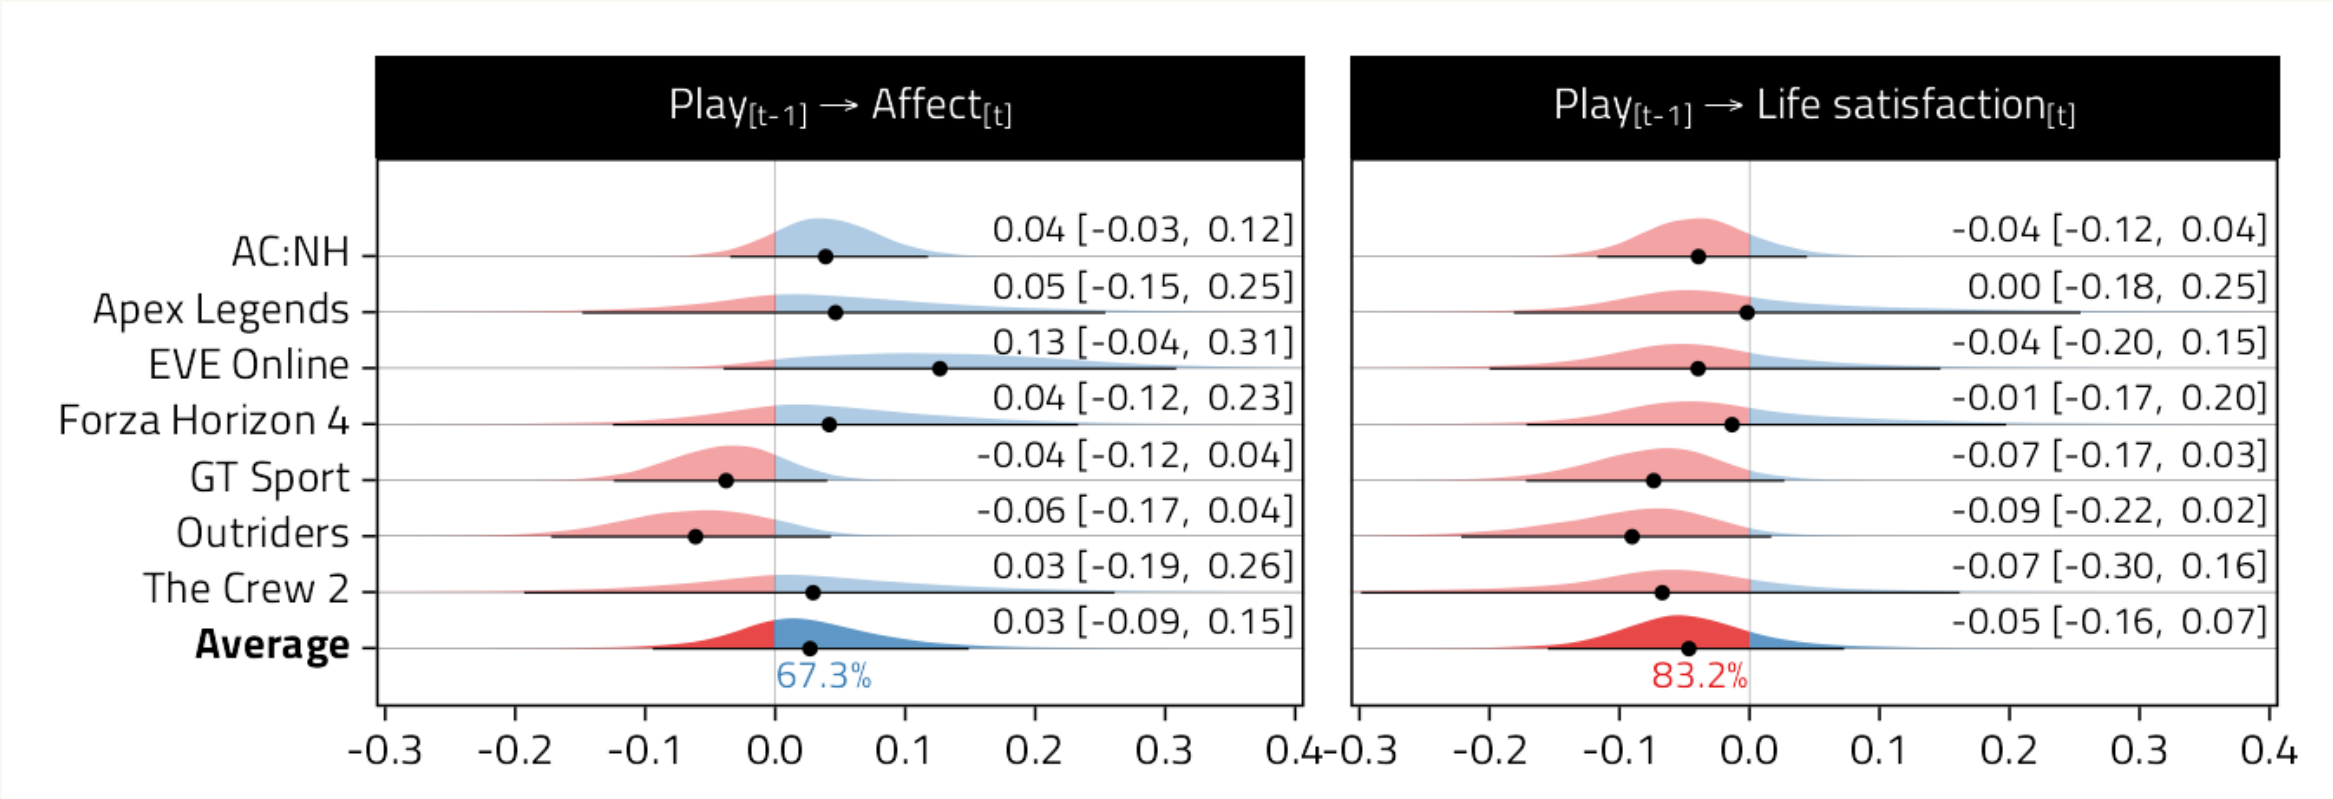 Play[t-1] → Affect[t]
Play[t-1] → Life satisfaction[t]
AC:NH 0.04 [-0.03, 0.12] -0.04 [-0.12, 0.04]
Apex Legends 0.05 [-0.15, 0.25] 0.00 [-0.18, 0.25]
EVE Online 0.13 [-0.04, 0.31] -0.04 [-0.20, 0.15]
Forza Horizon 4 0.04 [-0.12, 0.23] -0.01 [-0.17, 0.20]
GT Sport -0.04 [-0.12, 0.04] -0.07 [-0.17, 0.03]
Outriders -0.06 [-0.17, 0.04] -0.09 [-0.22, 0.02]
The Crew 2 0.03 [-0.19, 0.26] -0.07 [-0.30, 0.16]
Average 0.03 [-0.09, 0.15] -0.05 [-0.16, 0.07]
67.3% 83.2%
-0.3 -0.2 -0.1 0.0 0.1 0.2 0.3 0.4 -0.3 -0.2 -0.1 0.0 0.1 0.2 0.3 0.4